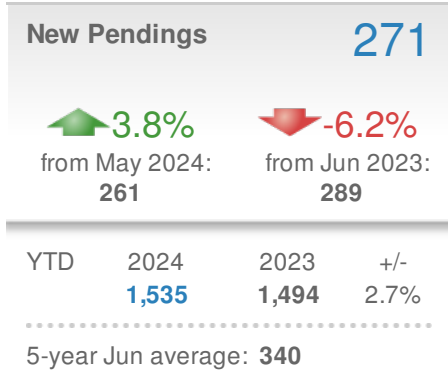 New Pendings 271
3.8% -6.2%
from May 2024: from Jun 2023:
261 289
YTD 2024 2023 +/-
1,535 1,494 2.7%
5-year Jun average: 340